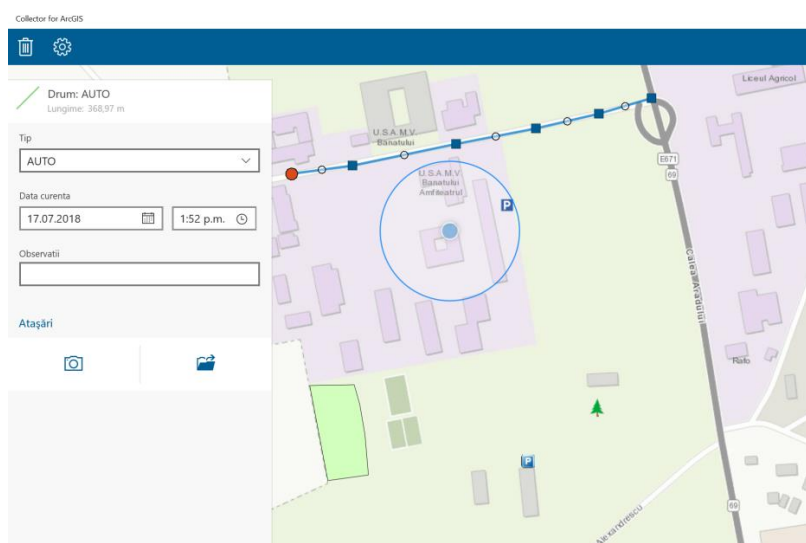 Collector for ArcGIS
Drum: AUTO
Lungime: 368,97 m
Tip
AUTO
Data curenta
17.07.2018
1:52 p.m.
Observatii
Atașări
U.S.A.M.V.
Banatului
U.S.A.M.V.
Banatului
Amfiteatrul
P
Liceul Agricol
E671
69
Calea Aradului
Rafo
P
69
Alexandrescu